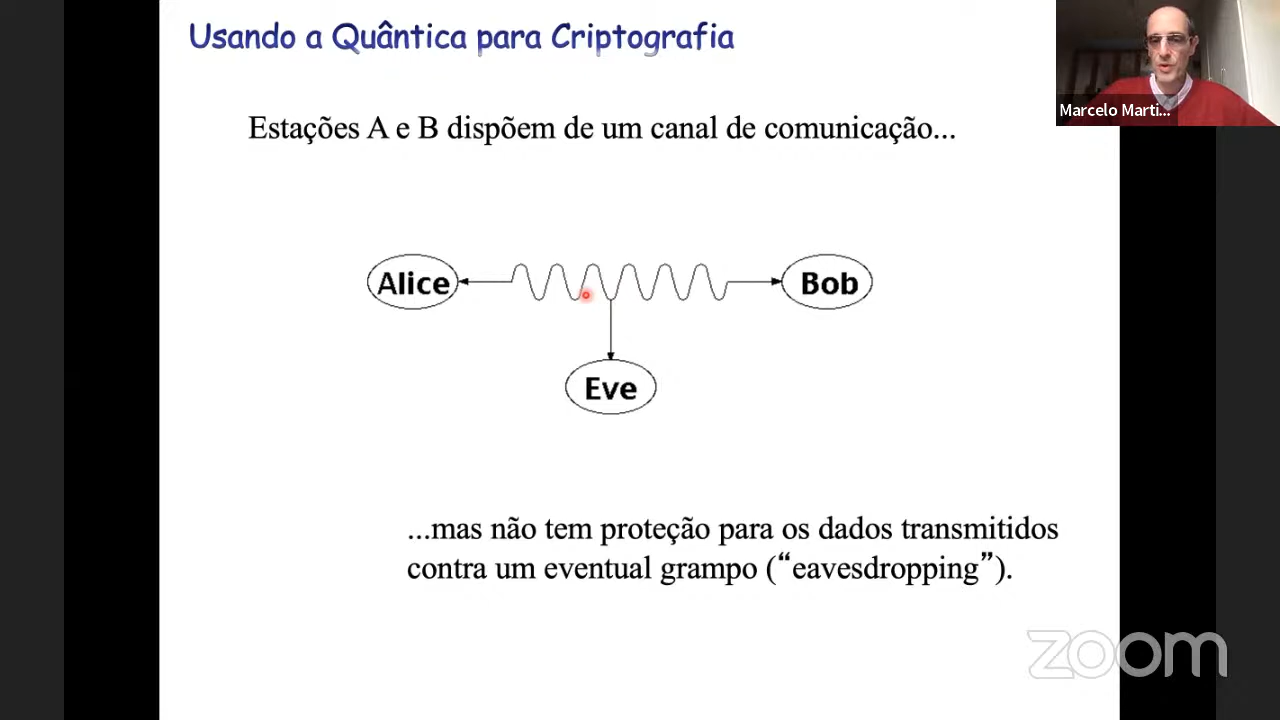 Usando a Quântica para Criptografia
Marcelo Marti...
Estações A e B dispõem de um canal de comunicação...
Alice
Bob
Eve
...mas não tem proteção para os dados transmitidos
contra um eventual grampo (“eavesdropping”).
zoom